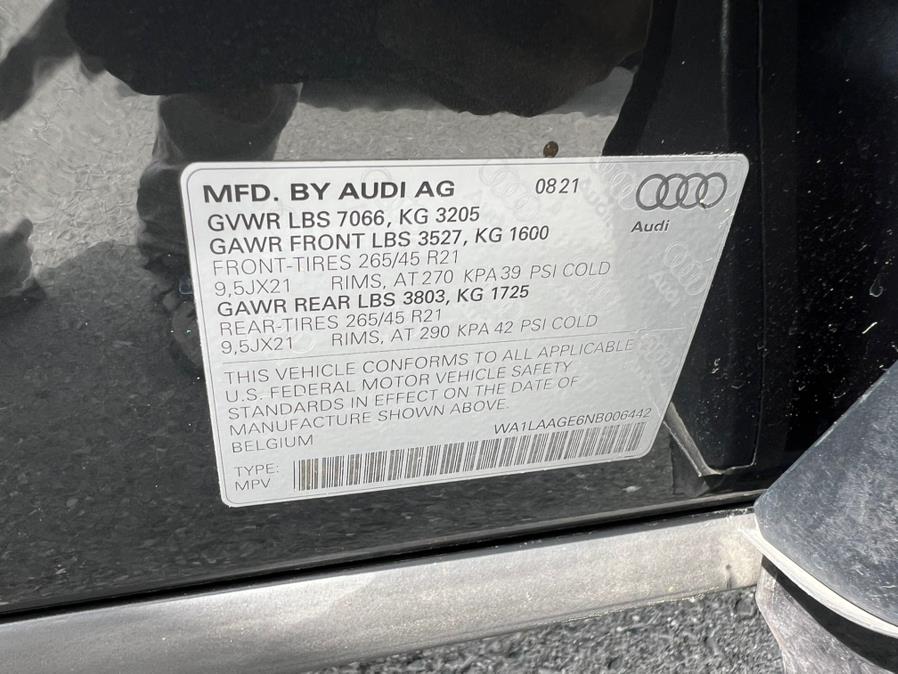 MFD. BY AUDI AG 08 21
Audi
GVWR LBS 7066, KG 3205
GAWR FRONT LBS 3527, KG 1600
FRONT-TIRES 265/45 R21
9,5JX21 RIMS, AT 270 KPA 39 PSI COLD
GAWR REAR LBS 3803, KG 1725
REAR-TIRES 265/45 R21
9,5JX21 RIMS, AT 290 KPA 42 PSI COLD
THIS VEHICLE CONFORMS TO ALL APPLICABLE
U.S. FEDERAL MOTOR VEHICLE SAFETY
STANDARDS IN EFFECT ON THE DATE OF
MANUFACTURE SHOWN ABOVE.
BELGIUM WA1LAAGE6NB006442
TYPE:
MPV